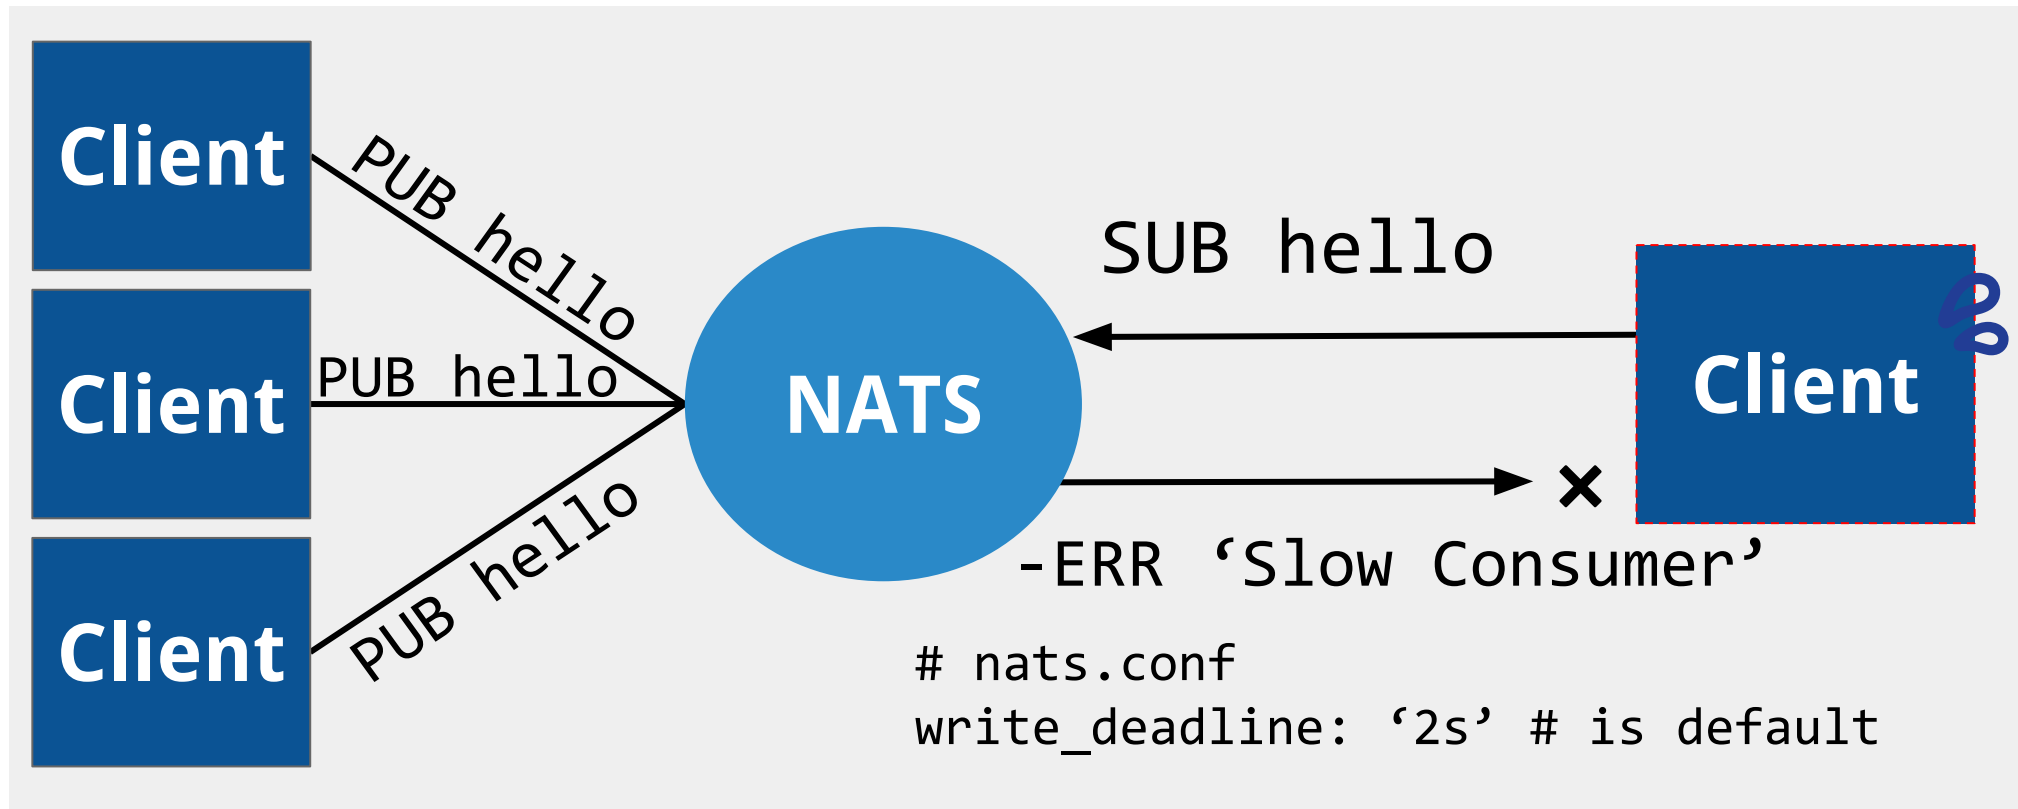 Client
PUB hello
Client
PUB hello
Client
PUB hello
NATS
SUB hello
Client
-ERR ‘Slow Consumer’
# nats.conf
write_deadline: ‘2s’ # is default